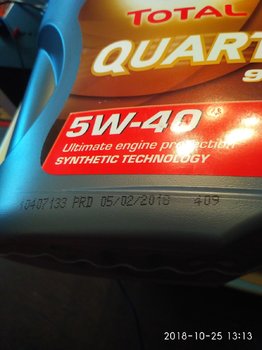 TOTAL
QUART
9
5W-40
Ultimate engine protection
SYNTHETIC TECHNOLOGY
10407133 PRD 05/02/2018 409
2018-10-25 13:13